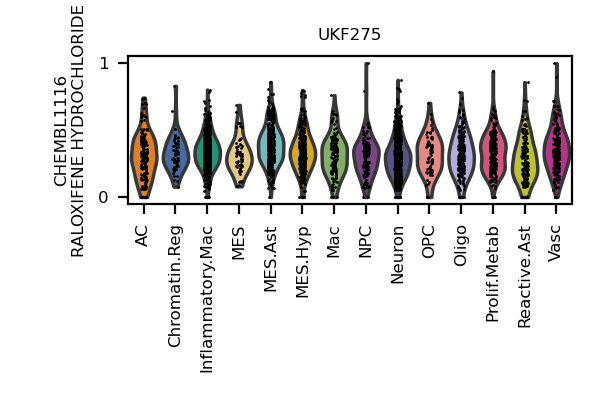 UKF275
CHEMBL1116
RALOXIFENE HYDROCHLORIDE
1
0
AC
Chromatin.Reg
Inflammatory.Mac
MES
MES.Ast
MES.Hyp
Mac
NPC
Neuron
OPC
Oligo
Prolif.Metab
Reactive.Ast
Vasc